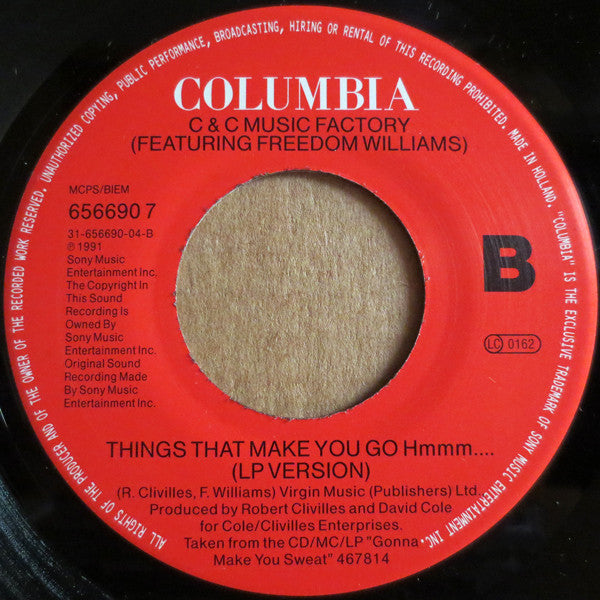 ALL RIGHTS OF THE PRODUCER AND OF THE OWNER OF THE RECORDED WORK RESERVED. UNAUTHORIZED COPYING, PUBLIC PERFORMANCE, BROADCASTING, HIRING OR RENTAL OF THIS RECORDING PROHIBITED. MADE IN HOLLAND. "COLUMBIA" IS THE EXCLUSIVE TRADEMARK OF SONY MUSIC ENTERTAINMENT INC.
COLUMBIA
C & C MUSIC FACTORY
(FEATURING FREEDOM WILLIAMS)
MCPS/BIEM
656690 7
31-656690-04-B
℗ 1991
Sony Music
Entertainment Inc.
The Copyright In
This Sound
Recording Is
Owned By
Sony Music
Entertainment Inc.
Original Sound
Recording Made
By Sony Music
Entertainment Inc.
B
LC 0162
THINGS THAT MAKE YOU GO Hmmm....
(LP VERSION)
(R. Clivilles, F. Williams) Virgin Music (Publishers) Ltd.
Produced by Robert Clivilles and David Cole
for Cole/Clivilles Enterprises.
Taken from the CD/MC/LP "Gonna
Make You Sweat" 467814